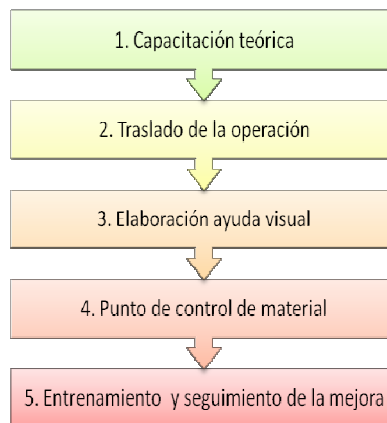 1. Capacitación teórica
2. Traslado de la operación
3. Elaboración ayuda visual
4. Punto de control de material
5. Entrenamiento y seguimiento de la mejora